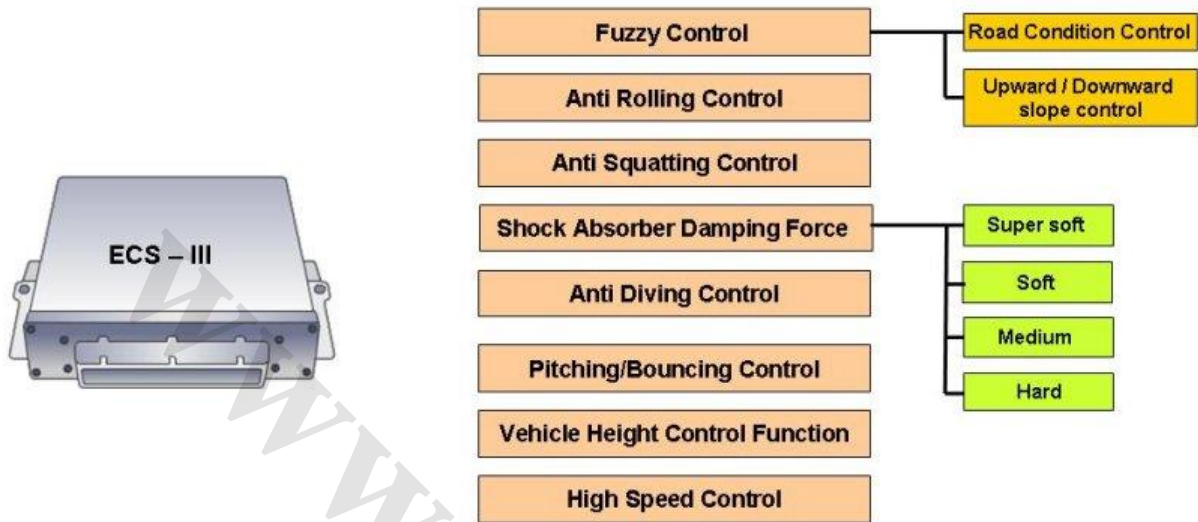 ECS – III
Fuzzy Control
Anti Rolling Control
Anti Squatting Control
Shock Absorber Damping Force
Anti Diving Control
Pitching/Bouncing Control
Vehicle Height Control Function
High Speed Control
Road Condition Control
Upward / Downward
slope control
Super soft
Soft
Medium
Hard
www